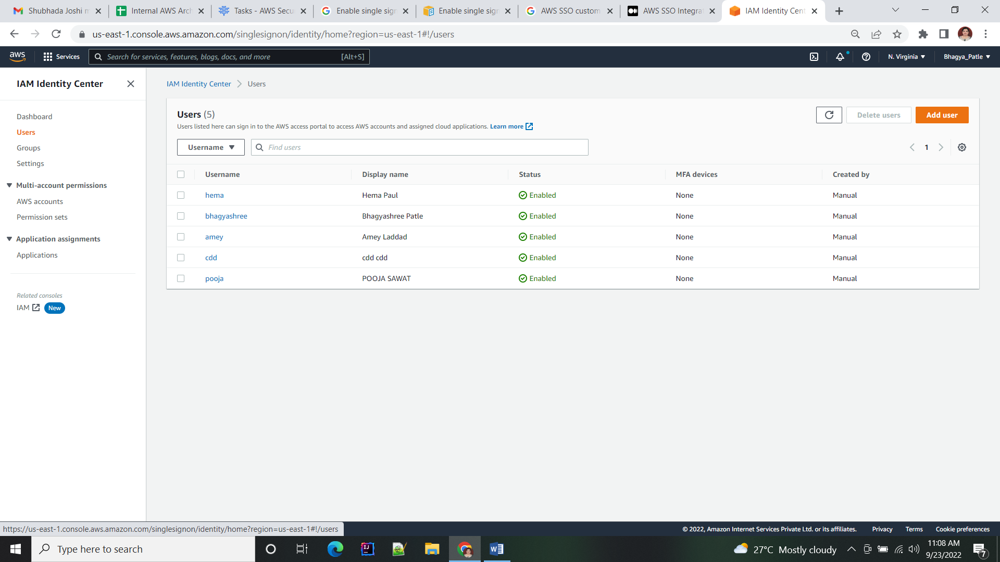 Shubhada Joshi m
Internal AWS Arch
Tasks - AWS Secu
Enable single sign
Enable single sign
AWS SSO custom
AWS SSO Integra
IAM Identity Cent
us-east-1.console.aws.amazon.com/singlesignon/identity/home?region=us-east-1#!/users
aws
Services
Search for services, features, blogs, docs, and more
[Alt+S]
N. Virginia
Bhagya_Patle
IAM Identity Center
Dashboard
Users
Groups
Settings
Multi-account permissions
AWS accounts
Permission sets
Application assignments
Applications
Related consoles
IAM New
IAM Identity Center > Users
Users (5)
Users listed here can sign in to the AWS access portal to access AWS accounts and assigned cloud applications. Learn more
Delete users
Add user
Username
Find users
1
Username Display name Status MFA devices Created by
hema Hema Paul Enabled None Manual
bhagyashree Bhagyashree Patle Enabled None Manual
amey Amey Laddad Enabled None Manual
cdd cdd cdd Enabled None Manual
pooja POOJA SAWAT Enabled None Manual
https://us-east-1.console.aws.amazon.com/singlesignon/identity/home?region=us-east-1#!/users
© 2022, Amazon Internet Services Private Ltd. or its affiliates. Privacy Terms Cookie preferences
Type here to search
IJ
W
27°C Mostly cloudy
11:08 AM
9/23/2022
7